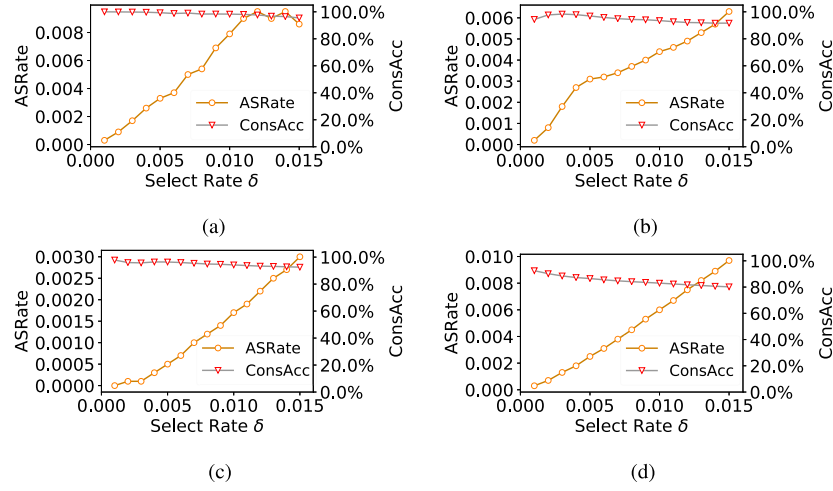 0.008
0.006
0.004
0.002
0.000
ASRate
100.0%
80.0%
60.0%
40.0%
20.0%
0.0%
ConsAcc
ASRate
ConsAcc
0.000 0.005 0.010 0.015
Select Rate δ
(a)
0.006
0.005
0.004
0.003
0.002
0.001
0.000
ASRate
100.0%
80.0%
60.0%
40.0%
20.0%
0.0%
ConsAcc
ASRate
ConsAcc
0.000 0.005 0.010 0.015
Select Rate δ
(b)
0.0030
0.0025
0.0020
0.0015
0.0010
0.0005
0.0000
ASRate
100.0%
80.0%
60.0%
40.0%
20.0%
0.0%
ConsAcc
ASRate
ConsAcc
0.000 0.005 0.010 0.015
Select Rate δ
(c)
0.010
0.008
0.006
0.004
0.002
0.000
ASRate
100.0%
80.0%
60.0%
40.0%
20.0%
0.0%
ConsAcc
ASRate
ConsAcc
0.000 0.005 0.010 0.015
Select Rate δ
(d)